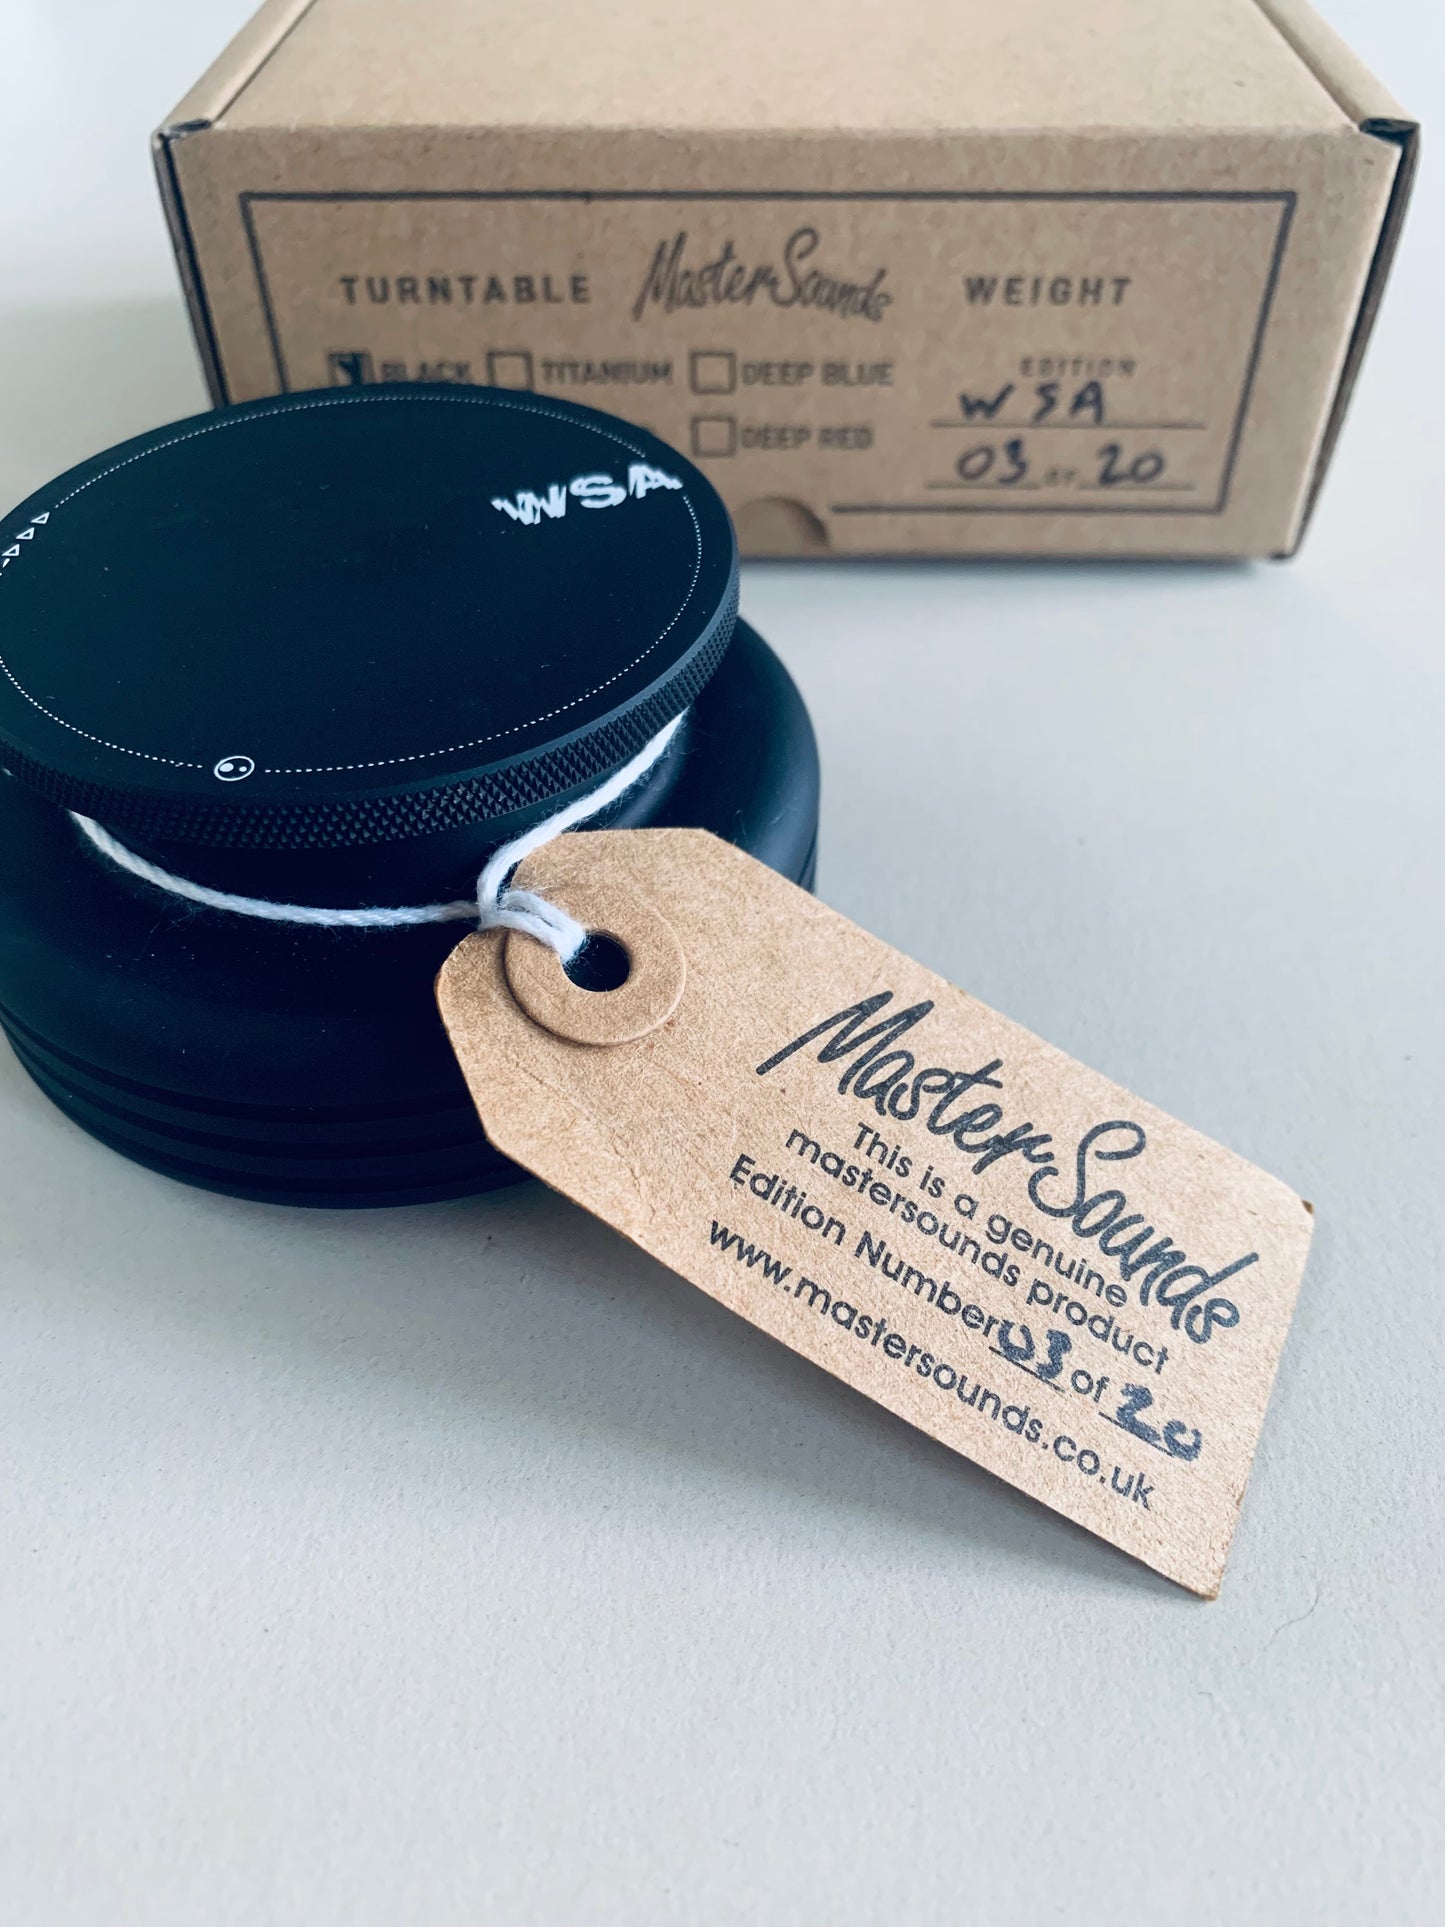 TURNTABLE MasterSounds WEIGHT
BLACK TITANIUM DEEP BLUE
DEEP RED
EDITION
WSA
03 OF 20
WSA
MasterSounds
This is a genuine
mastersounds product
Edition Number 03 of 20
www.mastersounds.co.uk